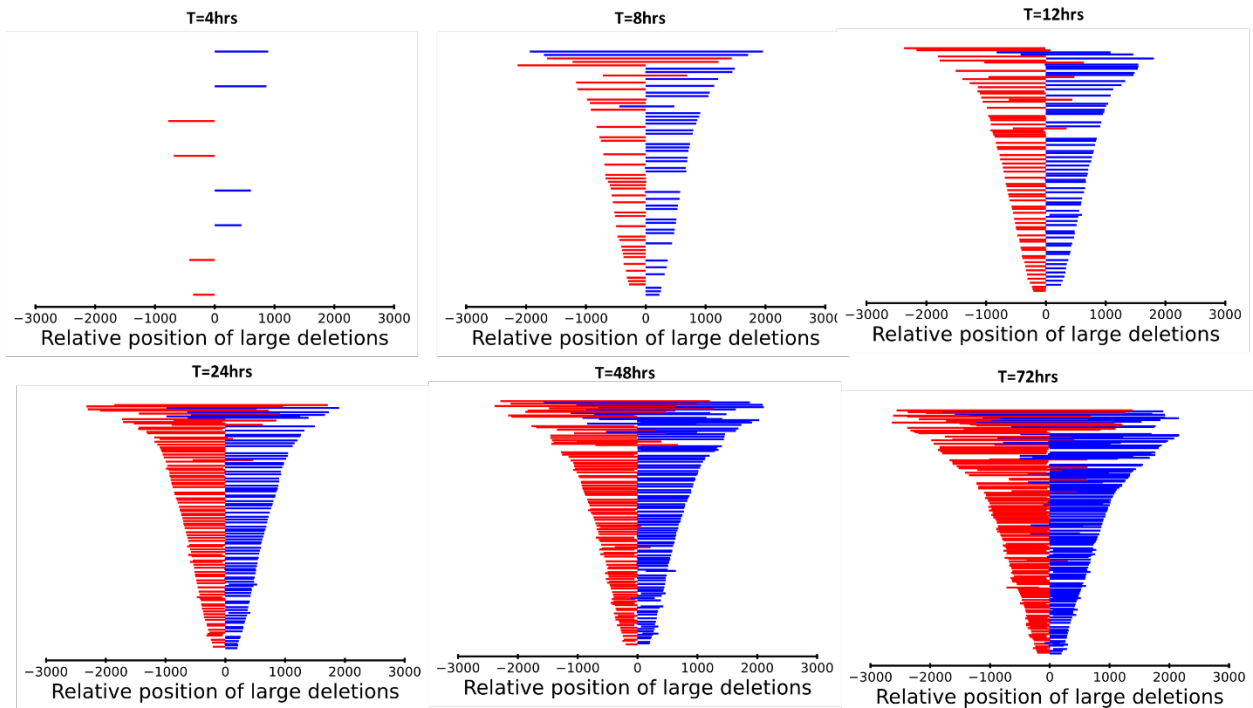 T=4hrs
T=8hrs
T=12hrs
−3000 −2000 −1000 0 1000 2000 3000
Relative position of large deletions
−3000 −2000 −1000 0 1000 2000 3000
Relative position of large deletions
−3000 −2000 −1000 0 1000 2000 3000
Relative position of large deletions
T=24hrs
T=48hrs
T=72hrs
−3000 −2000 −1000 0 1000 2000 3000
Relative position of large deletions
−3000 −2000 −1000 0 1000 2000 3000
Relative position of large deletions
−3000 −2000 −1000 0 1000 2000 3000
Relative position of large deletions